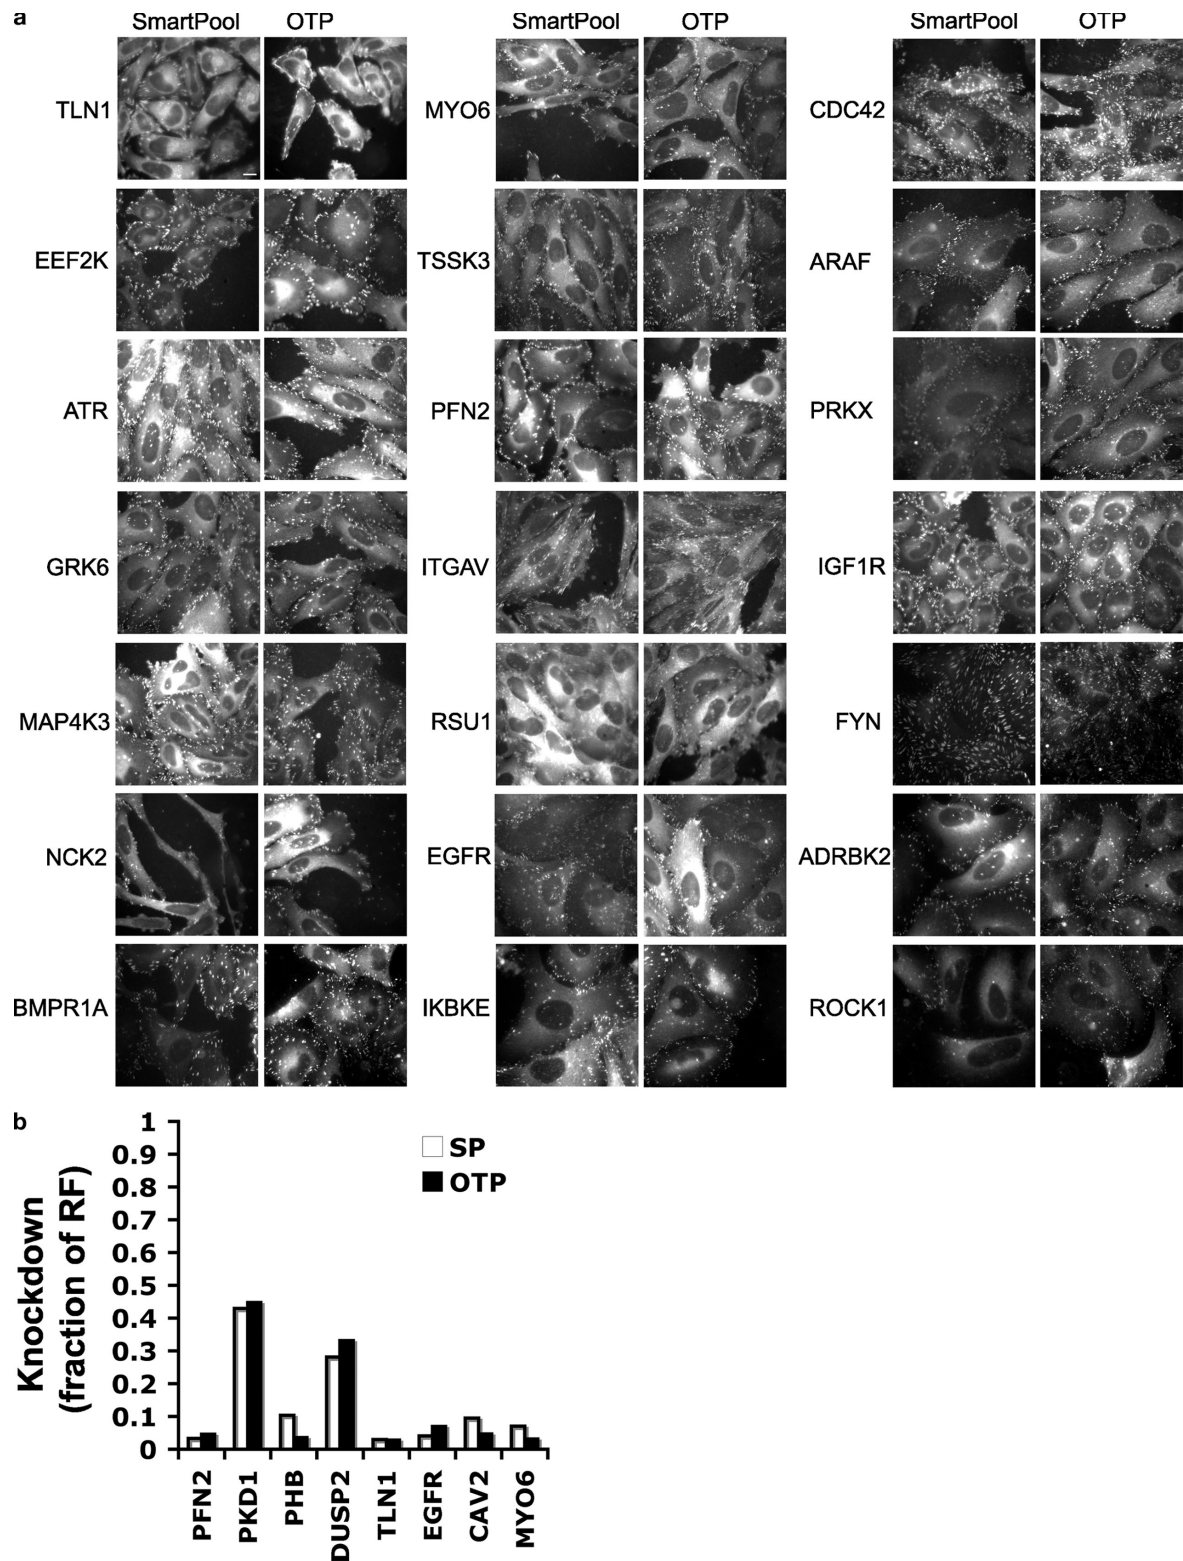 a
SmartPool OTP SmartPool OTP SmartPool OTP
TLN1 MYO6 CDC42
EEF2K TSSK3 ARAF
ATR PFN2 PRKX
GRK6 ITGAV IGF1R
MAP4K3 RSU1 FYN
NCK2 EGFR ADRBK2
BMPR1A IKBKE ROCK1
b
Knockdown
(fraction of RF)
1
0.9
0.8
0.7
0.6
0.5
0.4
0.3
0.2
0.1
0
SP
OTP
PFN2
PKD1
PHB
DUSP2
TLN1
EGFR
CAV2
MYO6